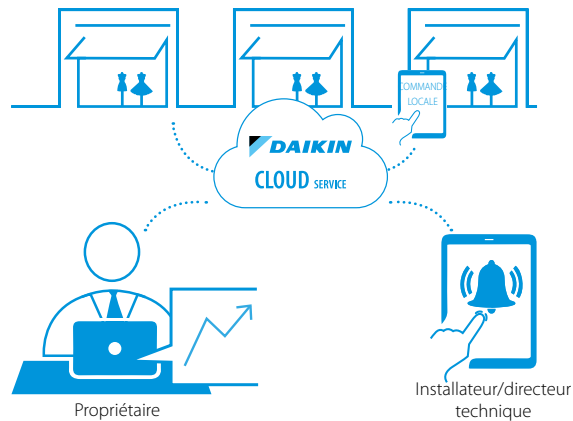 COMMANDE
LOCALE
DAIKIN
CLOUD SERVICE
Propriétaire
Installateur/directeur
technique